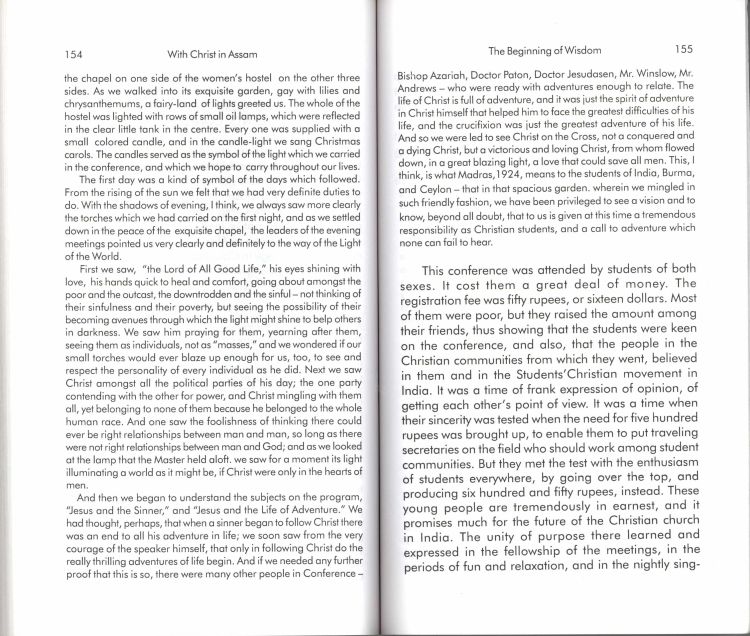 154
With Christ in Assam
the chapel on one side of the women's hostel on the other three
sides. As we walked into its exquisite garden, gay with lilies and
chrysanthemums, a fairy-land of lights greeted us. The whole of the
hostel was lighted with rows of small oil lamps, which were reflected
in the clear little tank in the centre. Every one was supplied with a
small colored candle, and in the candle-light we sang Christmas
carols. The candles served as the symbol of the light which we carried
in the conference, and which we hope to carry throughout our lives.
The first day was a kind of symbol of the days which followed.
From the rising of the sun we felt that we had very definite duties to
do. With the shadows of evening, I think, we always saw more clearly
the torches which we had carried on the first night, and as we settled
down in the peace of the exquisite chapel, the leaders of the evening
meetings pointed us very clearly and definitely to the way of the Light
of the World.
First we saw, "the Lord of All Good Life," his eyes shining with
love, his hands quick to heal and comfort, going about amongst the
poor and the outcast, the downtrodden and the sinful – not thinking of
their sinfulness and their poverty, but seeing the possibility of their
becoming avenues through which the light might shine to help others
in darkness. We saw him praying for them, yearning after them,
seeing them as individuals, not as "masses," and we wondered if our
small torches would ever blaze up enough for us, too, to see and
respect the personality of every individual as he did. Next we saw
Christ amongst all the political parties of his day; the one party
contending with the other for power, and Christ mingling with them
all, yet belonging to none of them because he belonged to the whole
human race. And one saw the foolishness of thinking there could
ever be right relationships between man and man, so long as there
were not right relationships between man and God; and as we looked
at the lamp that the Master held aloft. we saw for a moment its light
illuminating a world as it might be, if Christ were only in the hearts of
men.
And then we began to understand the subjects on the program,
"Jesus and the Sinner," and "Jesus and the Life of Adventure." We
had thought, perhaps, that when a sinner began to follow Christ there
was an end to all his adventure in life; we soon saw from the very
courage of the speaker himself, that only in following Christ do the
really thrilling adventures of life begin. And if we needed any further
proof that this is so, there were many other people in Conference –
The Beginning of Wisdom
155
Bishop Azariah, Doctor Paton, Doctor Jesudasen, Mr. Winslow, Mr.
Andrews – who were ready with adventures enough to relate. The
life of Christ is full of adventure, and it was just the spirit of adventure
in Christ himself that helped him to face the greatest difficulties of his
life, and the crucifixion was just the greatest adventure of his life.
And so we were led to see Christ on the Cross, not a conquered and
a dying Christ, but a victorious and loving Christ, from whom flowed
down, in a great blazing light, a love that could save all men. This, I
think, is what Madras,1924, means to the students of India, Burma,
and Ceylon – that in that spacious garden. wherein we mingled in
such friendly fashion, we have been privileged to see a vision and to
know, beyond all doubt, that to us is given at this time a tremendous
responsibility as Christian students, and a call to adventure which
none can fail to hear.
This conference was attended by students of both
sexes. It cost them a great deal of money. The
registration fee was fifty rupees, or sixteen dollars. Most
of them were poor, but they raised the amount among
their friends, thus showing that the students were keen
on the conference, and also, that the people in the
Christian communities from which they went, believed
in them and in the Students'Christian movement in
India. It was a time of frank expression of opinion, of
getting each other's point of view. It was a time when
their sincerity was tested when the need for five hundred
rupees was brought up, to enable them to put traveling
secretaries on the field who should work among student
communities. But they met the test with the enthusiasm
of students everywhere, by going over the top, and
producing six hundred and fifty rupees, instead. These
young people are tremendously in earnest, and it
promises much for the future of the Christian church
in India. The unity of purpose there learned and
expressed in the fellowship of the meetings, in the
periods of fun and relaxation, and in the nightly sing-